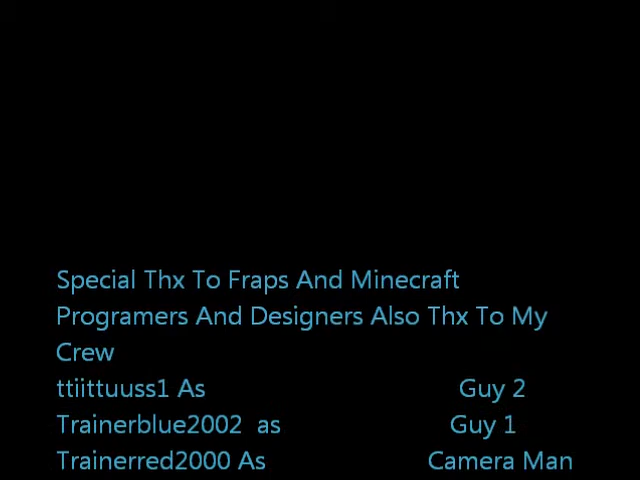 Special Thx To Fraps And Minecraft
Programers And Designers Also Thx To My
Crew
ttiittuuss1 As Guy 2
Trainerblue2002 as Guy 1
Trainerred2000 As Camera Man